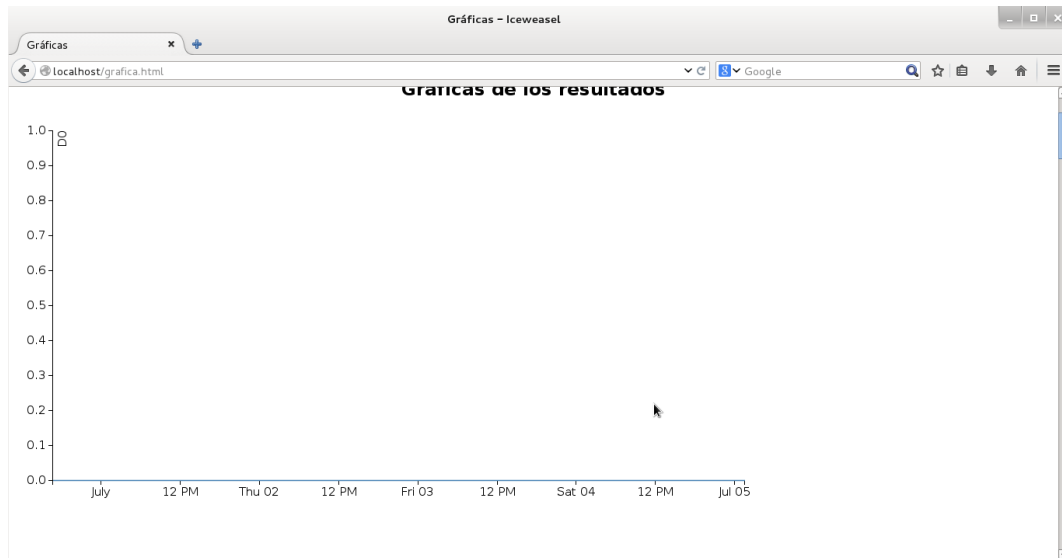 Gráficas - Iceweasel
Gráficas
localhost/grafica.html
Google
Gráficas de los resultados
D0
1.0
0.9
0.8
0.7
0.6
0.5
0.4
0.3
0.2
0.1
0.0
July 12 PM Thu 02 12 PM Fri 03 12 PM Sat 04 12 PM Jul 05